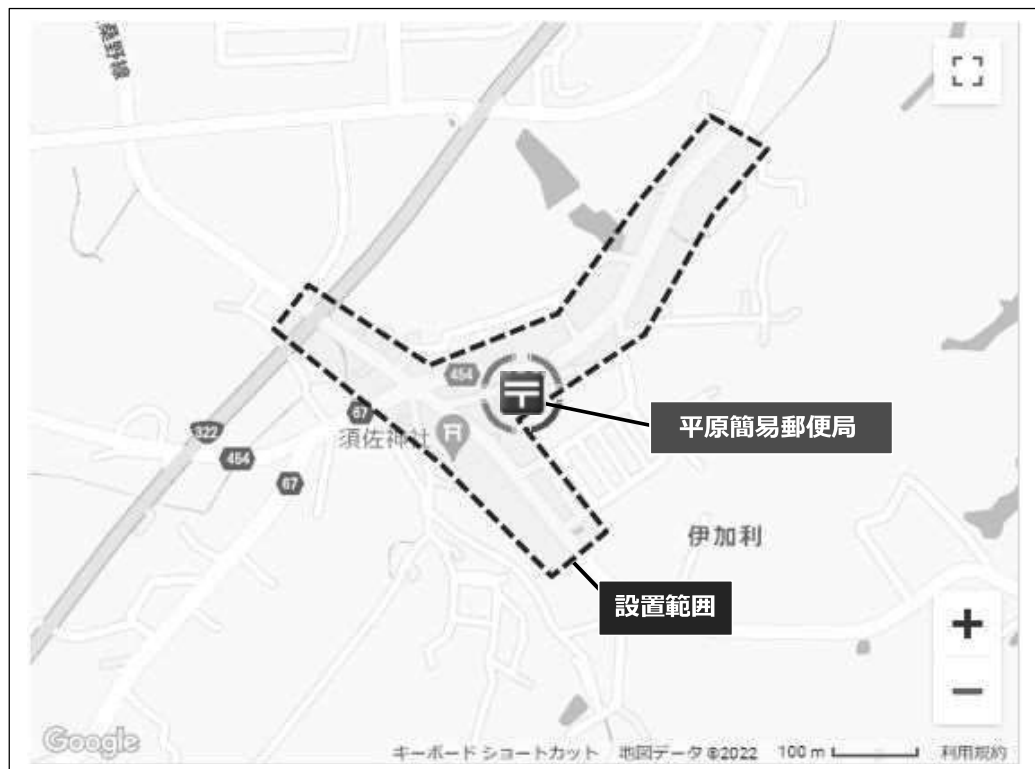 桑野線
454
平原簡易郵便局
67
322
須佐神社
464
67
伊加利
設置範囲
Google
キーボード ショートカット 地図データ ©2022 100 m 利用規約